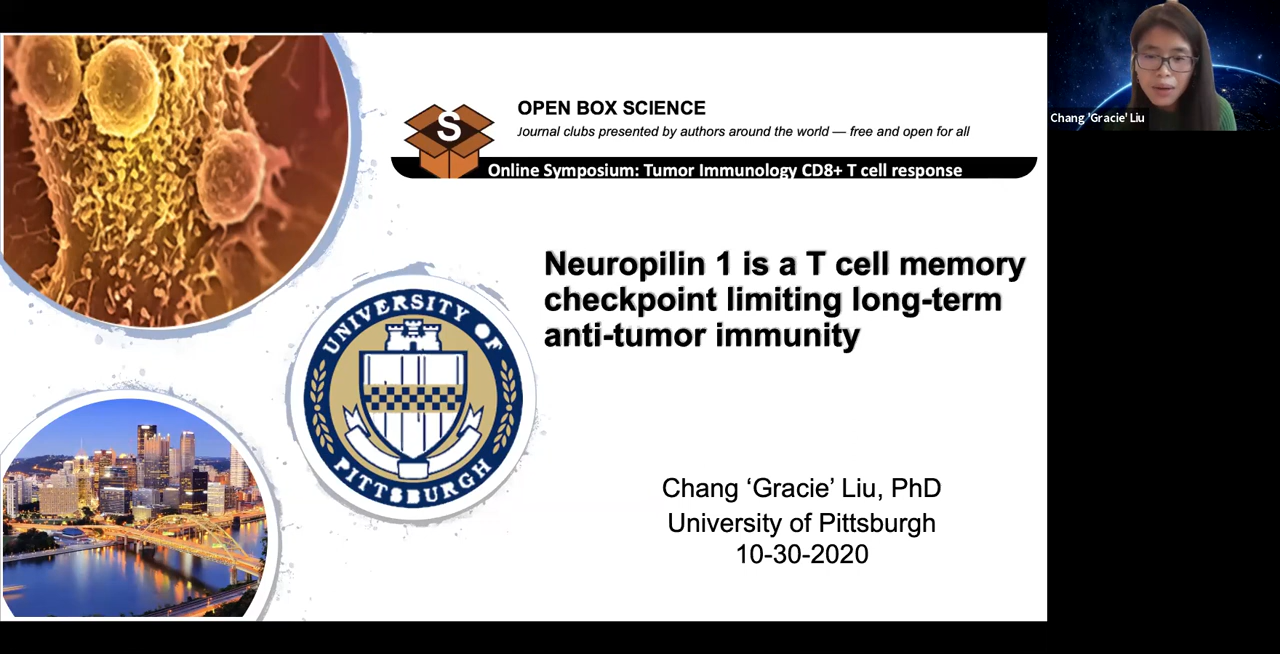 S
OPEN BOX SCIENCE
Journal clubs presented by authors around the world — free and open for all
Online Symposium: Tumor Immunology CD8+ T cell response
Neuropilin 1 is a T cell memory
checkpoint limiting long-term
anti-tumor immunity
UNIVERSITY OF
PITTSBURGH
Chang ‘Gracie’ Liu, PhD
University of Pittsburgh
10-30-2020
Chang 'Gracie' Liu